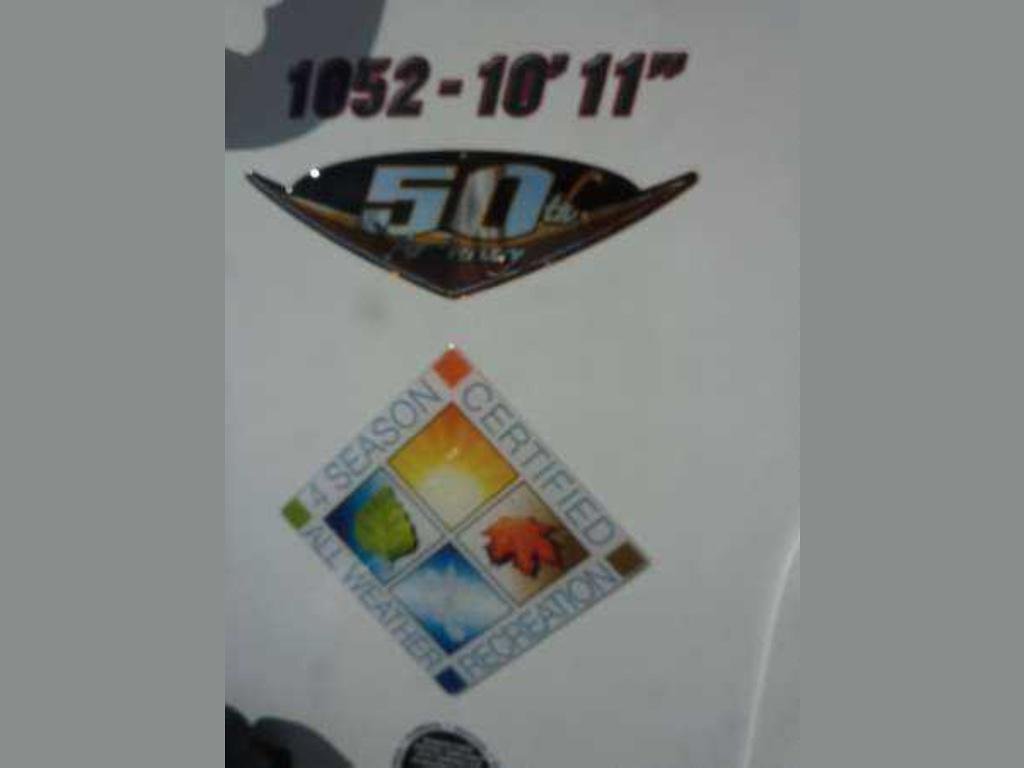 1052 - 10' 11"
50th
4 SEASON
CERTIFIED
ALL WEATHER
RECREATION